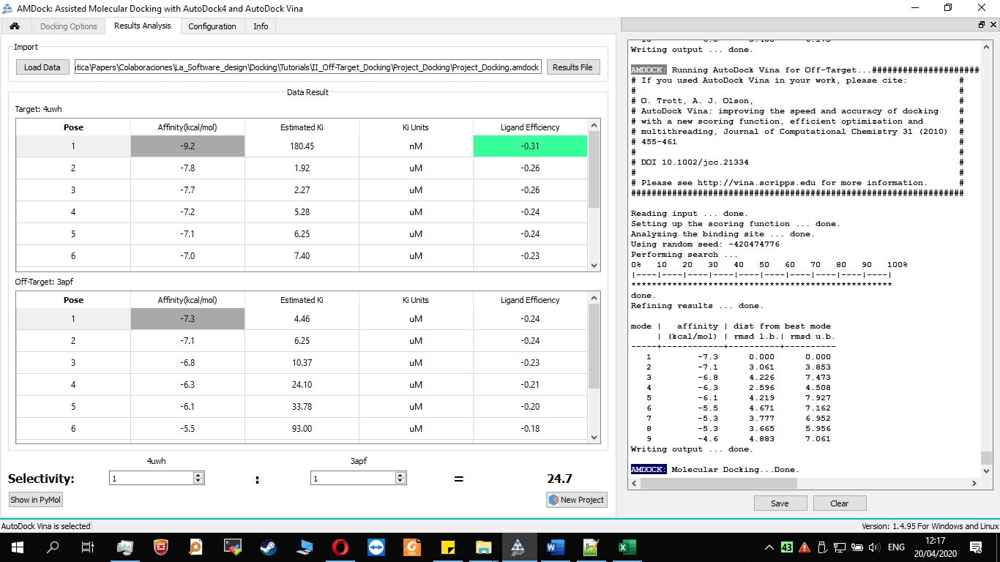 AMDock: Assisted Molecular Docking with AutoDock4 and AutoDock Vina
Docking Options Results Analysis Configuration Info
Import
Load Data tica\Papers\Colaboraciones\La_Software_design\Docking\Tutorials\II_Off-Target_Docking\Project_Docking\Project_Docking.amdock Results File
Data Result
Target: 4uwh
Pose Affinity(kcal/mol) Estimated Ki Ki Units Ligand Efficiency
1 -9.2 180.45 nM -0.31
2 -7.8 1.92 uM -0.26
3 -7.7 2.27 uM -0.26
4 -7.2 5.28 uM -0.24
5 -7.1 6.25 uM -0.24
6 -7.0 7.40 uM -0.23
Off-Target: 3apf
Pose Affinity(kcal/mol) Estimated Ki Ki Units Ligand Efficiency
1 -7.3 4.46 uM -0.24
2 -7.1 6.25 uM -0.24
3 -6.8 10.37 uM -0.23
4 -6.3 24.10 uM -0.21
5 -6.1 33.78 uM -0.20
6 -5.5 93.00 uM -0.18
4uwh 3apf
Selectivity: 1 : 1 = 24.7
Show in PyMol New Project
Writing output ... done.
AMDOCK: Running AutoDock Vina for Off-Target...#####################
# If you used AutoDock Vina in your work, please cite: #
# #
# O. Trott, A. J. Olson, #
# AutoDock Vina: improving the speed and accuracy of docking #
# with a new scoring function, efficient optimization and #
# multithreading, Journal of Computational Chemistry 31 (2010) #
# 455-461 #
# #
# DOI 10.1002/jcc.21334 #
# #
# Please see http://vina.scripps.edu for more information. #
#################################################################
Reading input ... done.
Setting up the scoring function ... done.
Analyzing the binding site ... done.
Using random seed: -420474776
Performing search ...
0% 10 20 30 40 50 60 70 80 90 100%
|----|----|----|----|----|----|----|----|----|----|
***************************************************
done.
Refining results ... done.
mode | affinity | dist from best mode
| (kcal/mol) | rmsd l.b.| rmsd u.b.
-----+------------+----------+----------
1 -7.3 0.000 0.000
2 -7.1 3.061 3.853
3 -6.8 4.226 7.473
4 -6.3 2.596 4.508
5 -6.1 4.219 7.927
6 -5.5 4.671 7.162
7 -5.3 3.777 6.952
8 -5.3 3.665 5.956
9 -4.6 4.883 7.061
Writing output ... done.
AMDOCK: Molecular Docking...Done.
Save Clear
AutoDock Vina is selected Version: 1.4.95 For Windows and Linux
43 ENG 12:17
20/04/2020